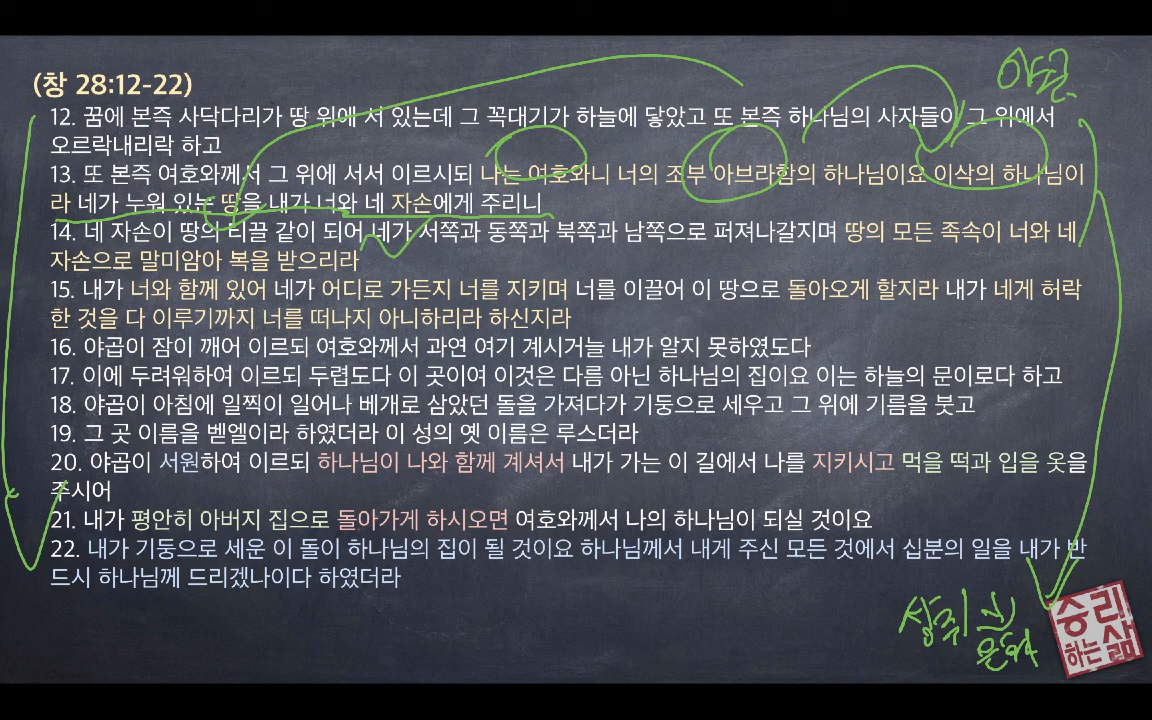 (창 28:12-22)
야곱
12. 꿈에 본즉 사닥다리가 땅 위에 서 있는데 그 꼭대기가 하늘에 닿았고 또 본즉 하나님의 사자들이 그 위에서
오르락내리락 하고
13. 또 본즉 여호와께서 그 위에 서서 이르시되 나는 여호와니 너의 조부 아브라함의 하나님이요 이삭의 하나님이
라 네가 누워 있는 땅을 내가 너와 네 자손에게 주리니
14. 네 자손이 땅의 티끌 같이 되어 네가 서쪽과 동쪽과 북쪽과 남쪽으로 퍼져나갈지며 땅의 모든 족속이 너와 네
자손으로 말미암아 복을 받으리라
15. 내가 너와 함께 있어 네가 어디로 가든지 너를 지키며 너를 이끌어 이 땅으로 돌아오게 할지라 내가 네게 허락
한 것을 다 이루기까지 너를 떠나지 아니하리라 하신지라
16. 야곱이 잠이 깨어 이르되 여호와께서 과연 여기 계시거늘 내가 알지 못하였도다
17. 이에 두려워하여 이르되 두렵도다 이 곳이여 이것은 다름 아닌 하나님의 집이요 이는 하늘의 문이로다 하고
18. 야곱이 아침에 일찍이 일어나 베개로 삼았던 돌을 가져다가 기둥으로 세우고 그 위에 기름을 붓고
19. 그 곳 이름을 벧엘이라 하였더라 이 성의 옛 이름은 루스더라
20. 야곱이 서원하여 이르되 하나님이 나와 함께 계셔서 내가 가는 이 길에서 나를 지키시고 먹을 떡과 입을 옷을
주시어
21. 내가 평안히 아버지 집으로 돌아가게 하시오면 여호와께서 나의 하나님이 되실 것이요
22. 내가 기둥으로 세운 이 돌이 하나님의 집이 될 것이요 하나님께서 내게 주신 모든 것에서 십분의 일을 내가 반
드시 하나님께 드리겠나이다 하였더라
승리
하는 삶